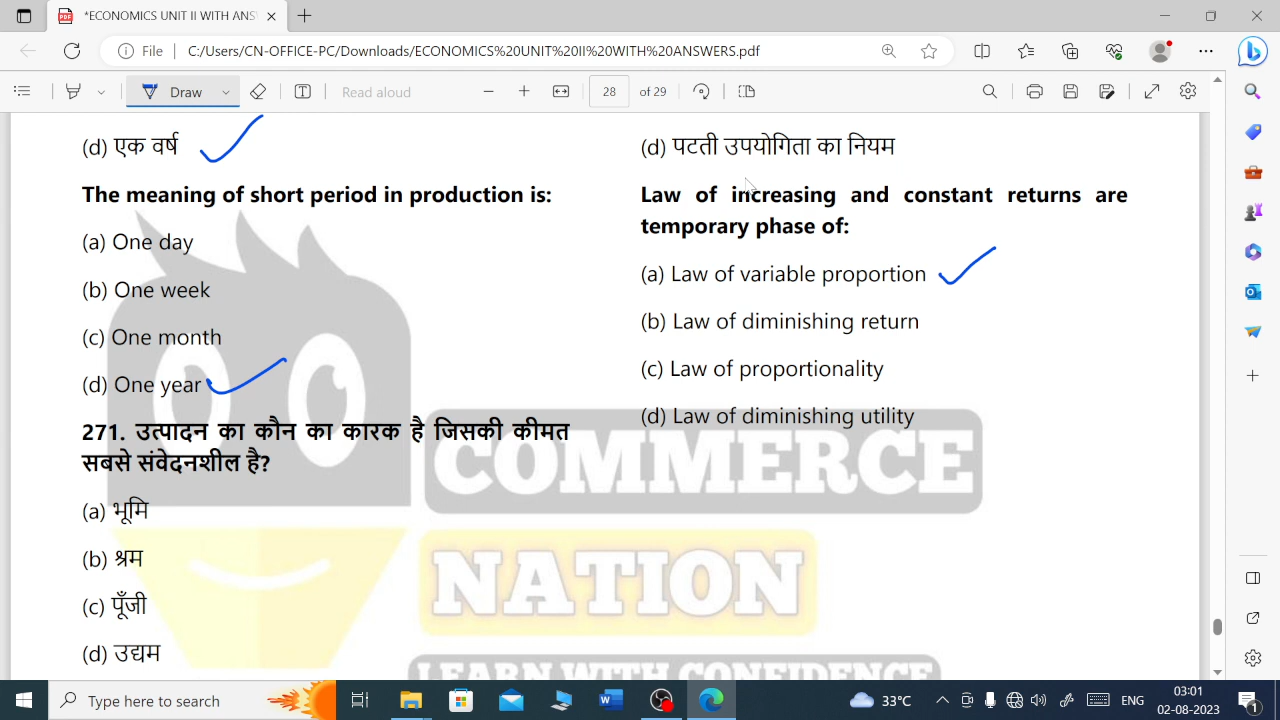 *ECONOMICS UNIT II WITH ANS
File C:/Users/CN-OFFICE-PC/Downloads/ECONOMICS%20UNIT%20II%20WITH%20ANSWERS.pdf
Draw Read aloud 28 of 29
(d) एक वर्ष
The meaning of short period in production is:
(a) One day
(b) One week
(c) One month
(d) One year
271. उत्पादन का कौन का कारक है जिसकी कीमत
सबसे संवेदनशील है?
(a) भूमि
(b) श्रम
(c) पूँजी
(d) उद्यम
(d) पटती उपयोगिता का नियम
Law of increasing and constant returns are
temporary phase of:
(a) Law of variable proportion
(b) Law of diminishing return
(c) Law of proportionality
(d) Law of diminishing utility
COMMERCE
NATION
LEARN WITH CONFIDENCE
Type here to search
33°C
ENG
03:01
02-08-2023
1